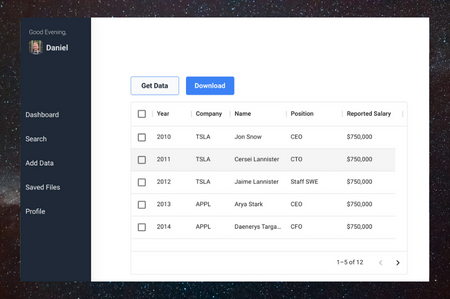 Good Evening,
Daniel
Dashboard
Search
Add Data
Saved Files
Profile
Get Data Download
Year Company Name Position Reported Salary
2010 TSLA Jon Snow CEO $750,000
2011 TSLA Cersei Lannister CTO $750,000
2012 TSLA Jaime Lannister Staff SWE $750,000
2013 APPL Arya Stark CEO $750,000
2014 APPL Daenerys Targa... CFO $750,000
1–5 of 12